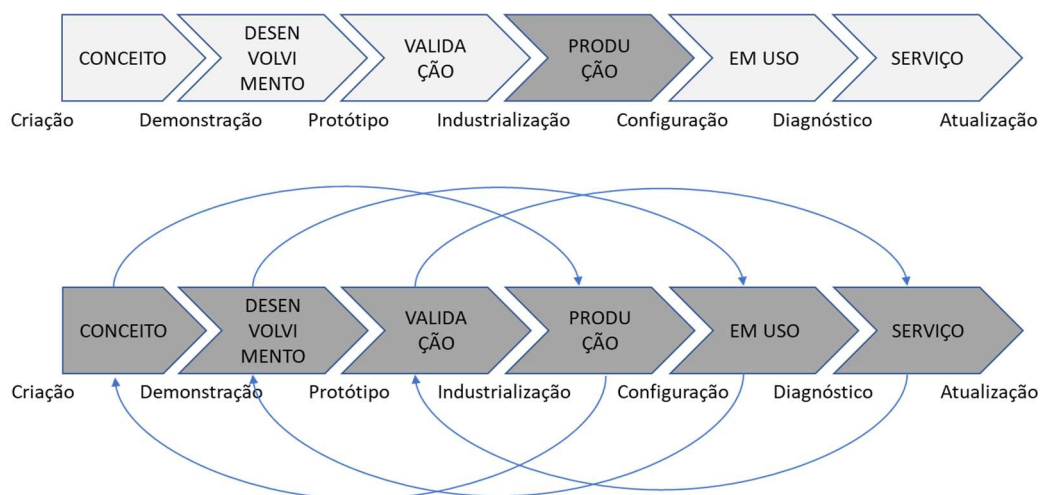 CONCEITO
DESEN
VOLVI
MENTO
VALIDA
ÇÃO
PRODU
ÇÃO
EM USO
SERVIÇO
Criação
Demonstração
Protótipo
Industrialização
Configuração
Diagnóstico
Atualização
CONCEITO
DESEN
VOLVI
MENTO
VALIDA
ÇÃO
PRODU
ÇÃO
EM USO
SERVIÇO
Criação
Demonstração
Protótipo
Industrialização
Configuração
Diagnóstico
Atualização